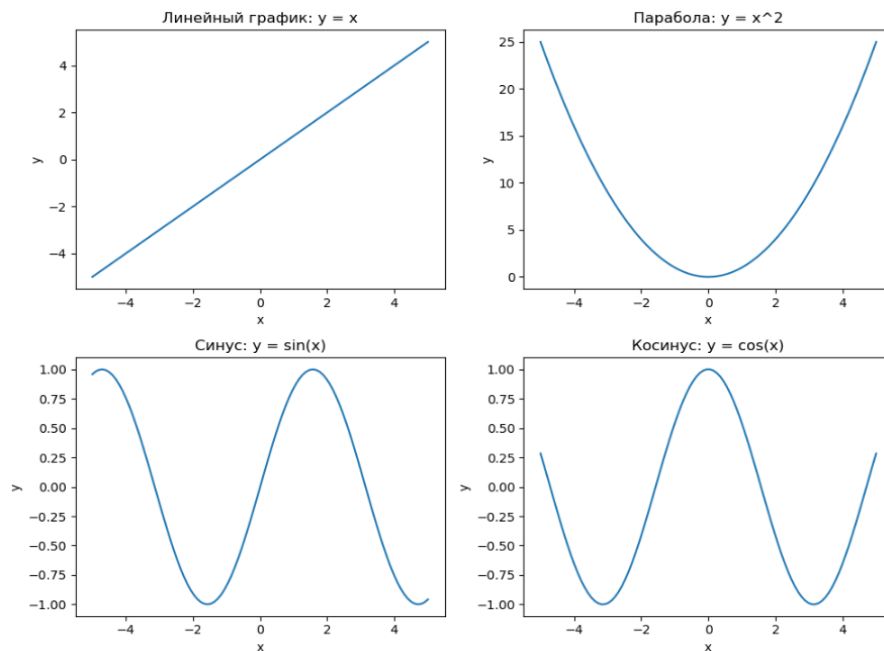 Линейный график: y = x
4
2
0
−2
−4
y
−4 −2 0 2 4
x
Парабола: y = x^2
25
20
15
10
5
0
y
−4 −2 0 2 4
x
Синус: y = sin(x)
1.00
0.75
0.50
0.25
0.00
−0.25
−0.50
−0.75
−1.00
y
−4 −2 0 2 4
x
Косинус: y = cos(x)
1.00
0.75
0.50
0.25
0.00
−0.25
−0.50
−0.75
−1.00
y
−4 −2 0 2 4
x